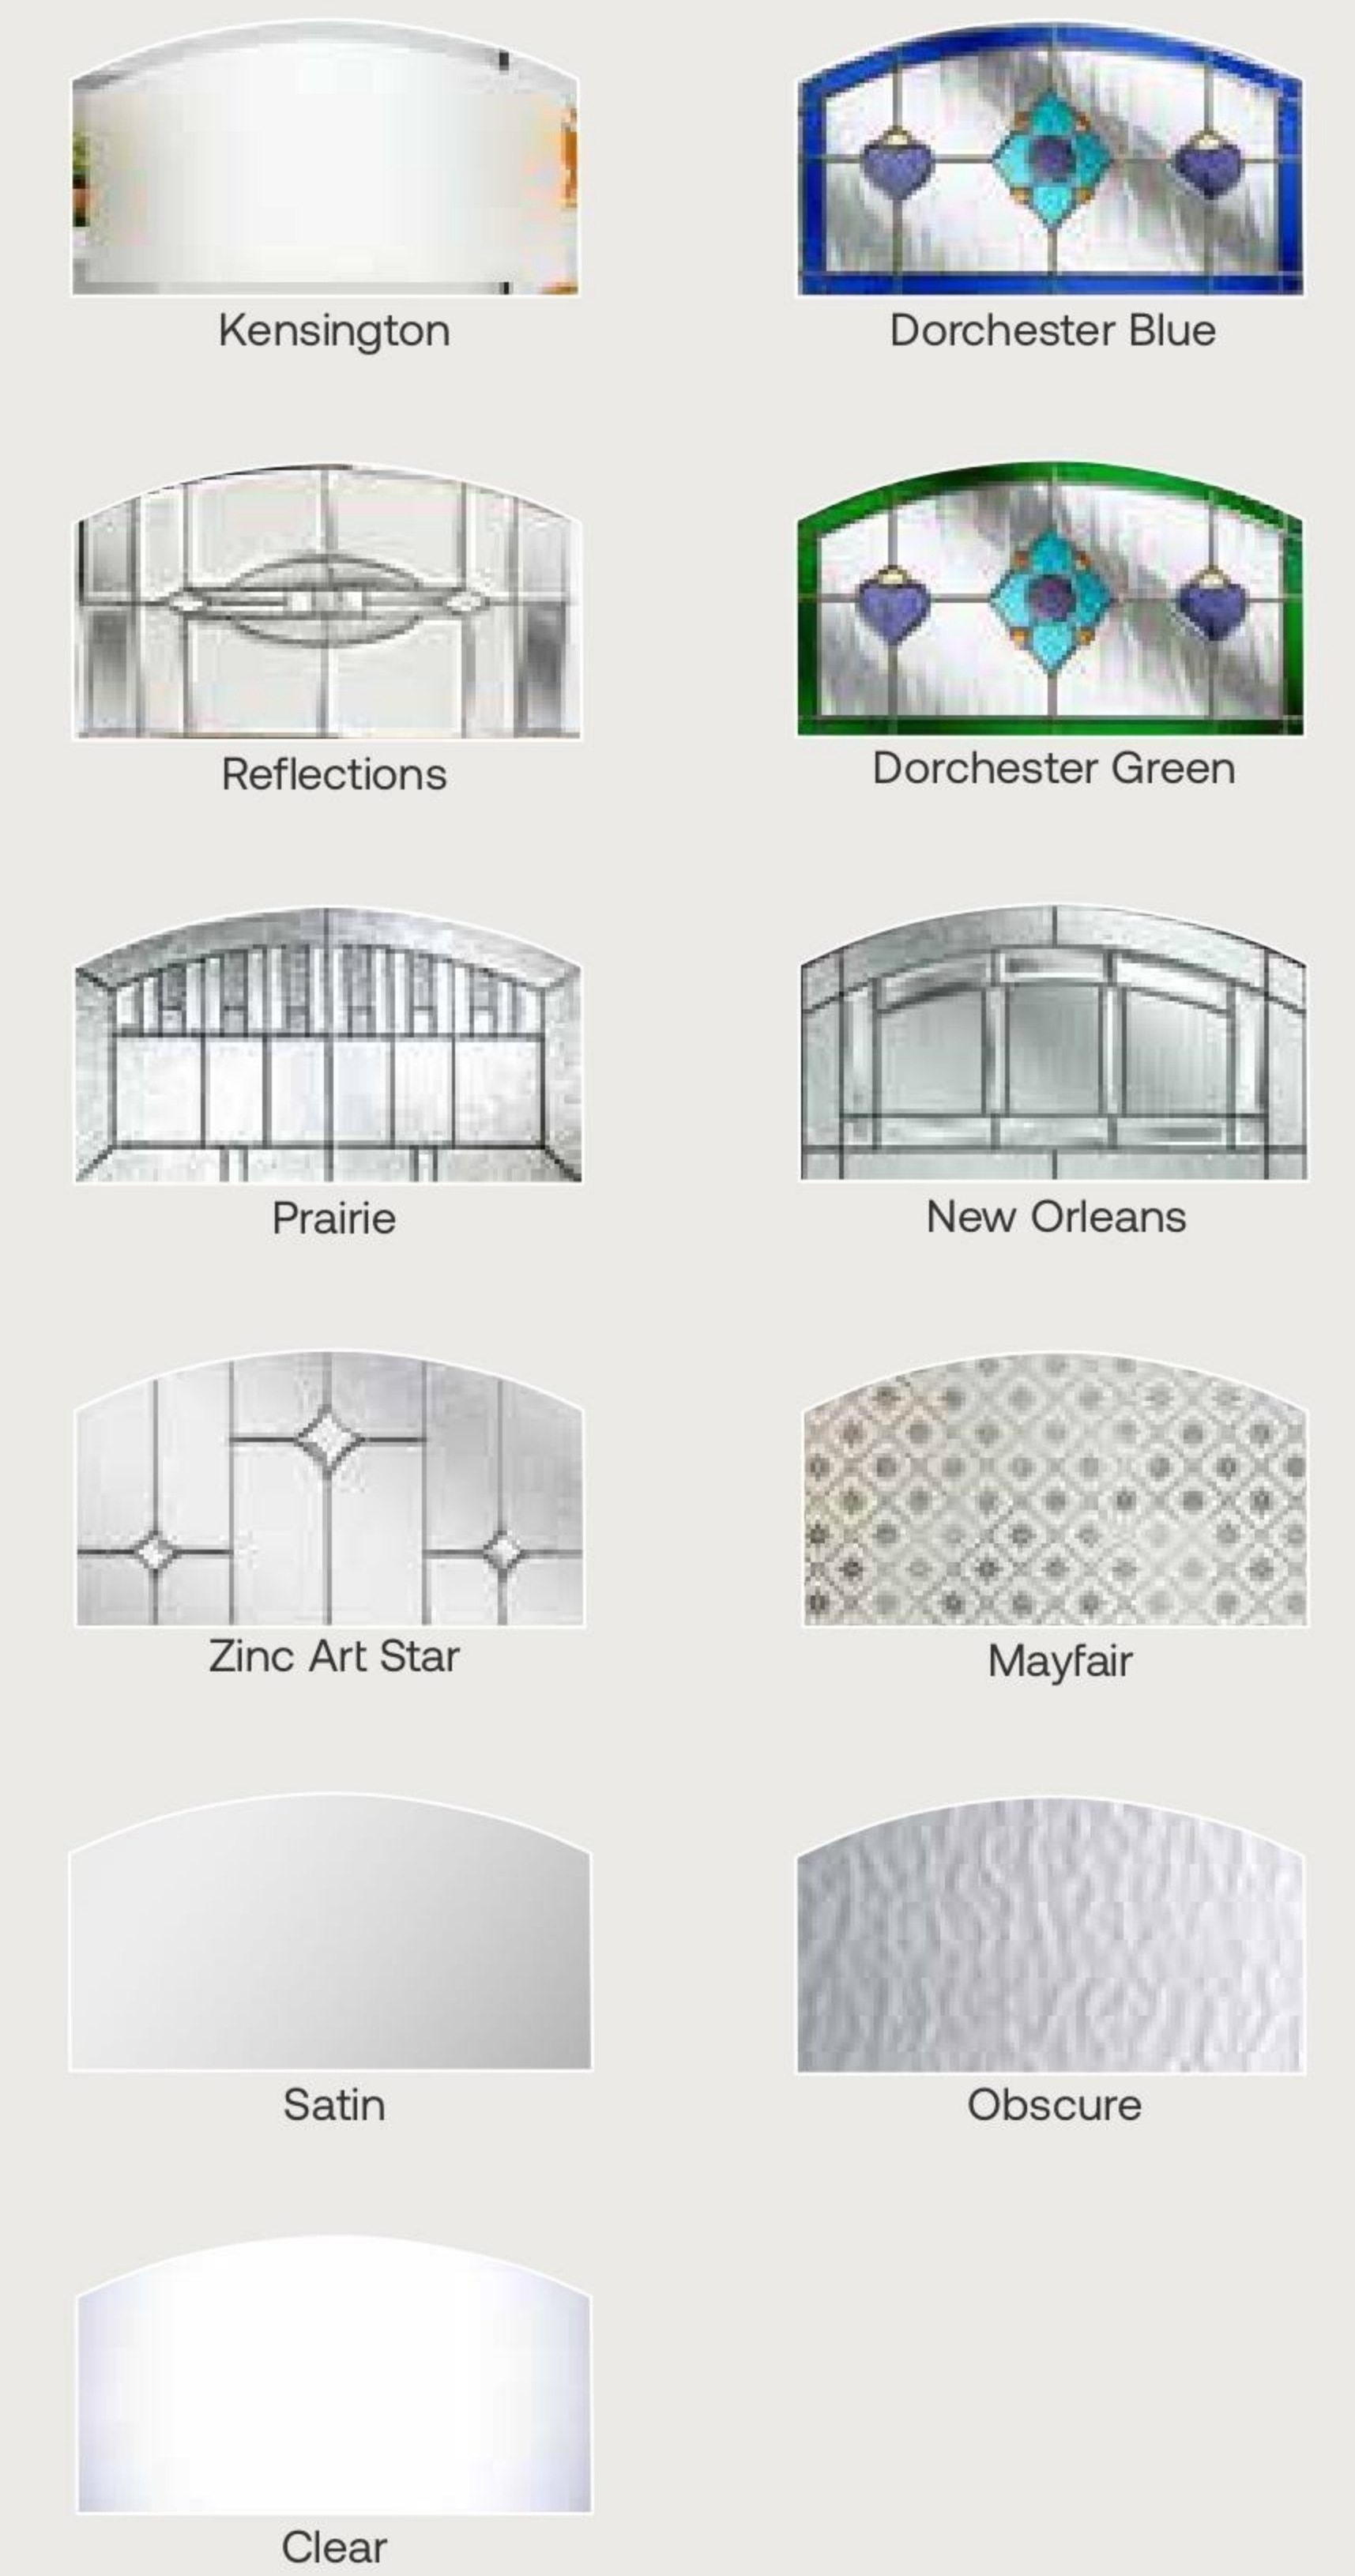 Kensington
Dorchester Blue
Reflections
Dorchester Green
Prairie
New Orleans
Zinc Art Star
Mayfair
Satin
Obscure
Clear